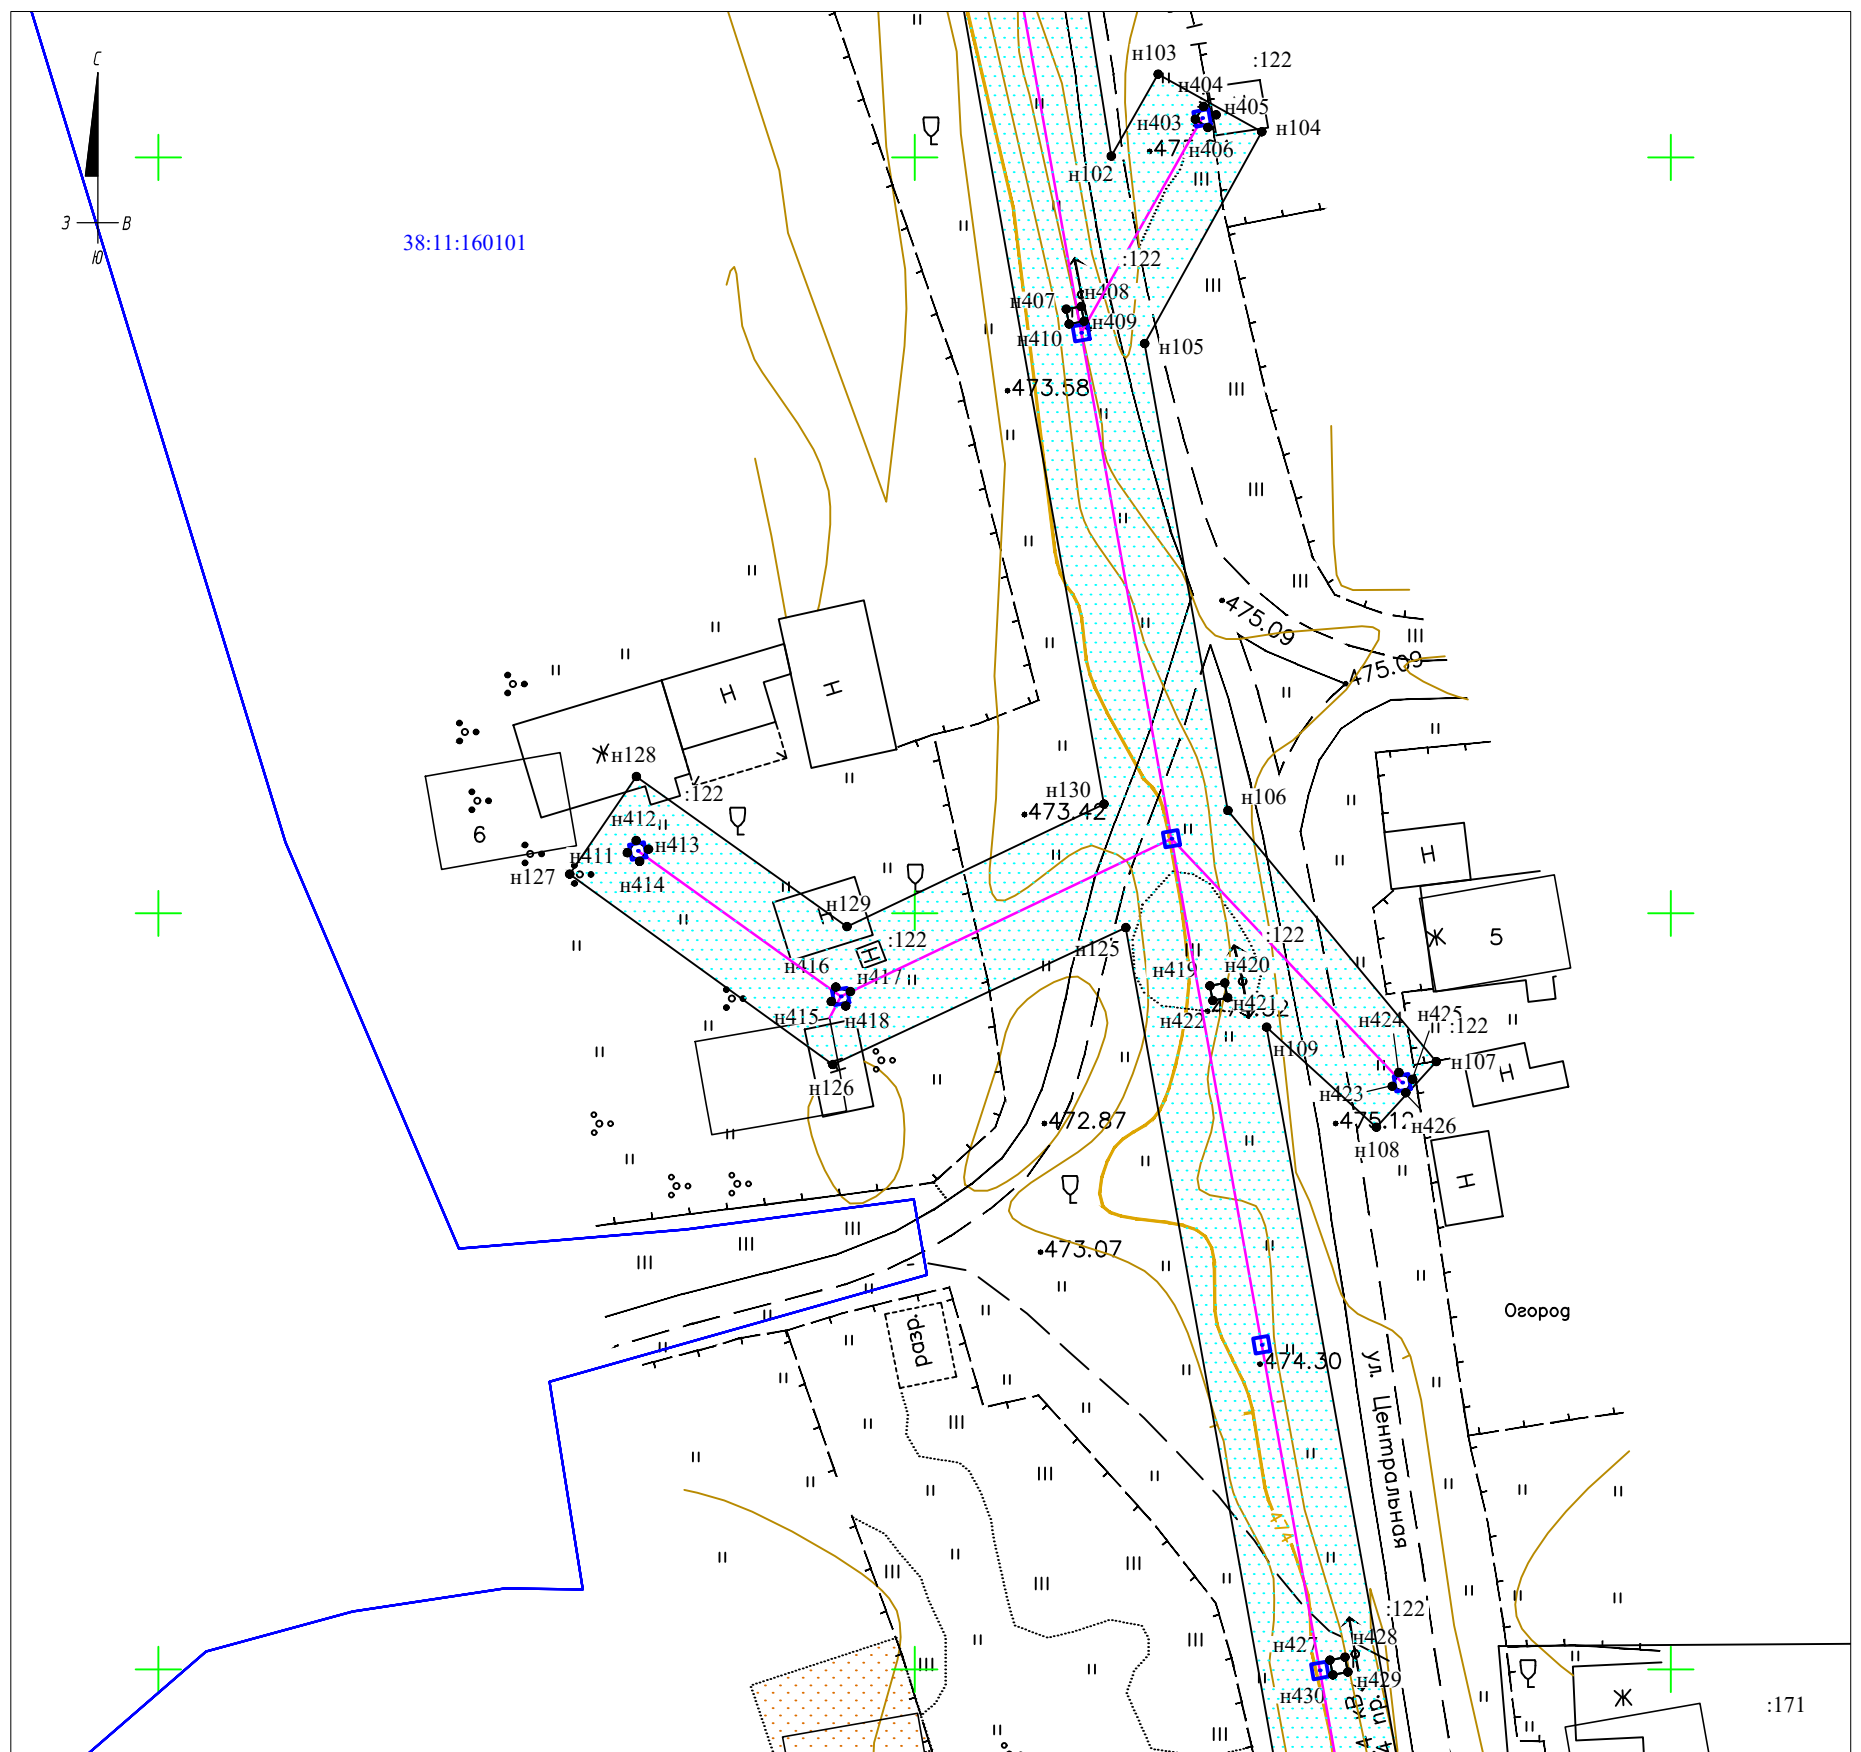 С
З
В
Ю
38:11:160101
н103
:122
н404
н405
н403
н104
н406
н102
:122
н407
н408
н409
н410
н105
473.58
475.09
475.09
Н
Н
Ж
н128
:122
н130
473.42
н106
6
н412
н411
н413
н127
н414
Н
н129
:122
Н
Н
Ж
5
:122
н125
н416
н417
н419
н420
н421
н415
н418
н422
н424
н425
:122
н109
н107
Н
н126
н423
472.87
н426
н108
Н
473.07
Огород
разр.
474.30
ул. Центральная
474
:122
н427
н428
н429
н430
Ж
:171